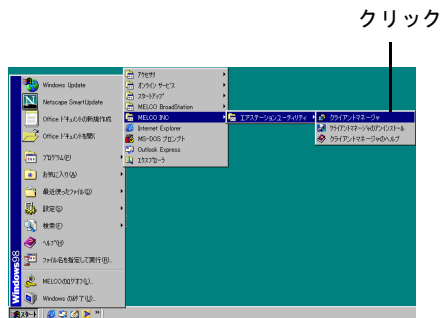 クリック
Windows Update
Netscape SmartUpdate
Office ドキュメントの新規作成
Office ドキュメントを開く
プログラム(P)
お気に入り(A)
最近使ったファイル(D)
設定(S)
検索(F)
ヘルプ(H)
ファイル名を指定して実行(R)...
MELCOのログオフ(L)...
Windows の終了(U)...
Windows98
スタート
アクセサリ
オンライン サービス
スタートアップ
MELCO BroadStation
MELCO INC
Internet Explorer
MS-DOS プロンプト
Outlook Express
エクスプローラ
エアステーションユーティリティ
クライアントマネージャ
クライアントマネージャのアンインストール
クライアントマネージャのヘルプ